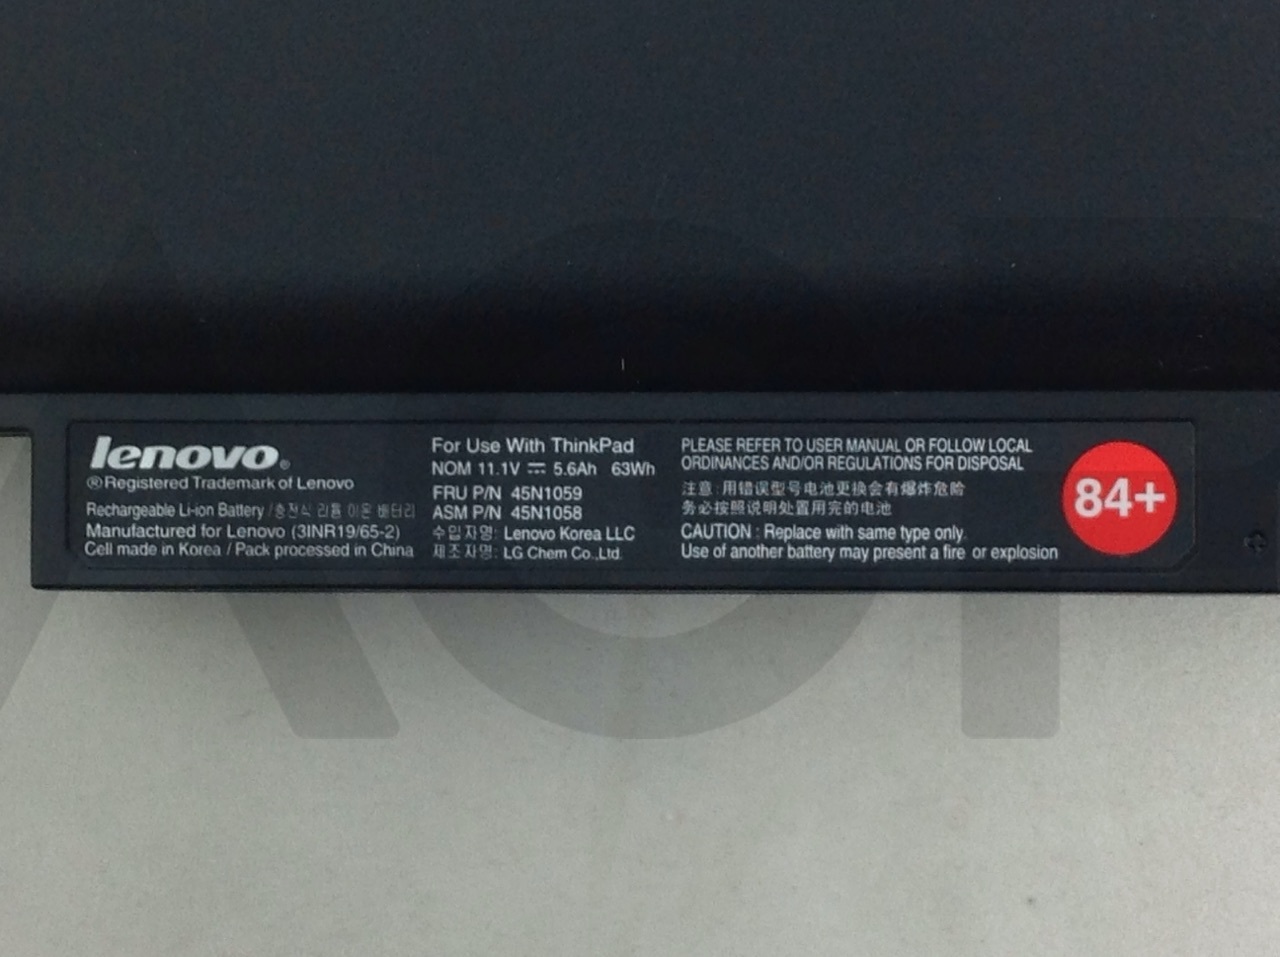 lenovo®
®Registered Trademark of Lenovo
Rechargeable Li-ion Battery /충전식 리튬 이온 배터리
Manufactured for Lenovo (3INR19/65-2)
Cell made in Korea / Pack processed in China
For Use With ThinkPad
NOM 11.1V ⎓ 5.6Ah 63Wh
FRU P/N 45N1059
ASM P/N 45N1058
수입자명: Lenovo Korea LLC
제조자명: LG Chem Co.,Ltd.
PLEASE REFER TO USER MANUAL OR FOLLOW LOCAL
ORDINANCES AND/OR REGULATIONS FOR DISPOSAL
注意:用错误型号电池更换会有爆炸危险
务必按照说明处置用完的电池
CAUTION : Replace with same type only.
Use of another battery may present a fire or explosion
84+